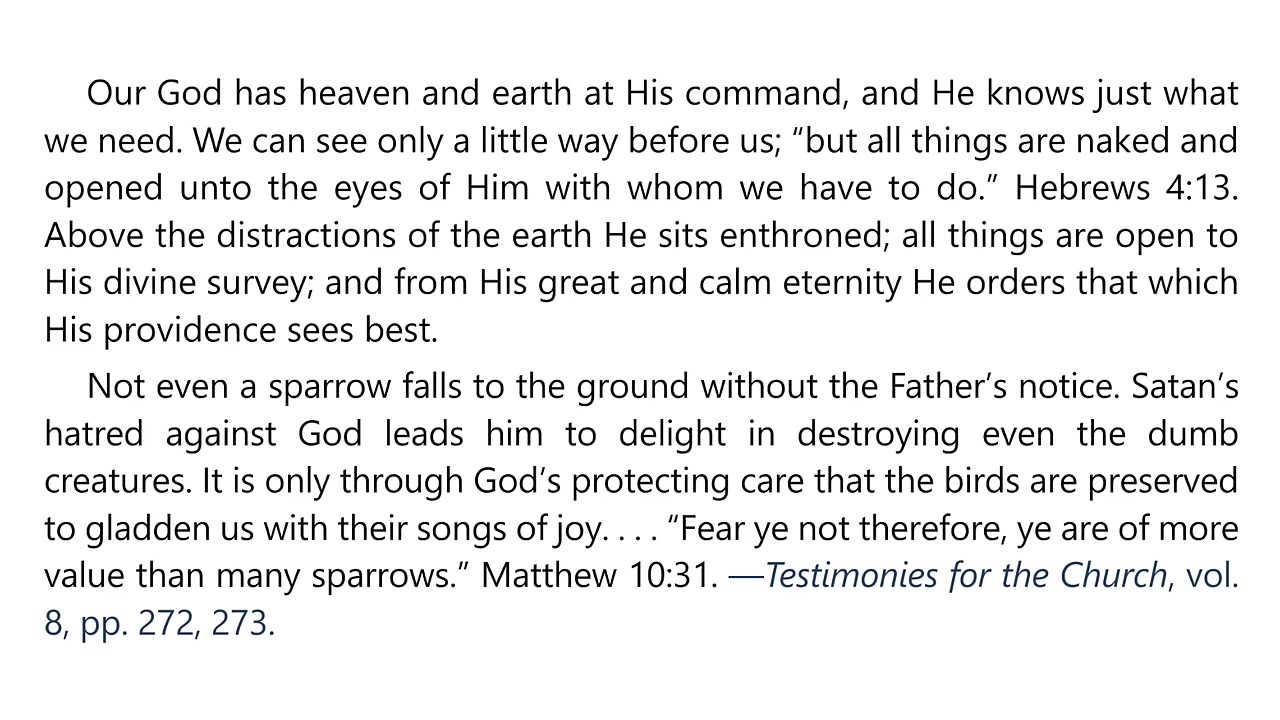 Our God has heaven and earth at His command, and He knows just what
we need. We can see only a little way before us; “but all things are naked and
opened unto the eyes of Him with whom we have to do.” Hebrews 4:13.
Above the distractions of the earth He sits enthroned; all things are open to
His divine survey; and from His great and calm eternity He orders that which
His providence sees best.
Not even a sparrow falls to the ground without the Father’s notice. Satan’s
hatred against God leads him to delight in destroying even the dumb
creatures. It is only through God’s protecting care that the birds are preserved
to gladden us with their songs of joy. . . . “Fear ye not therefore, ye are of more
value than many sparrows.” Matthew 10:31. —Testimonies for the Church, vol.
8, pp. 272, 273.